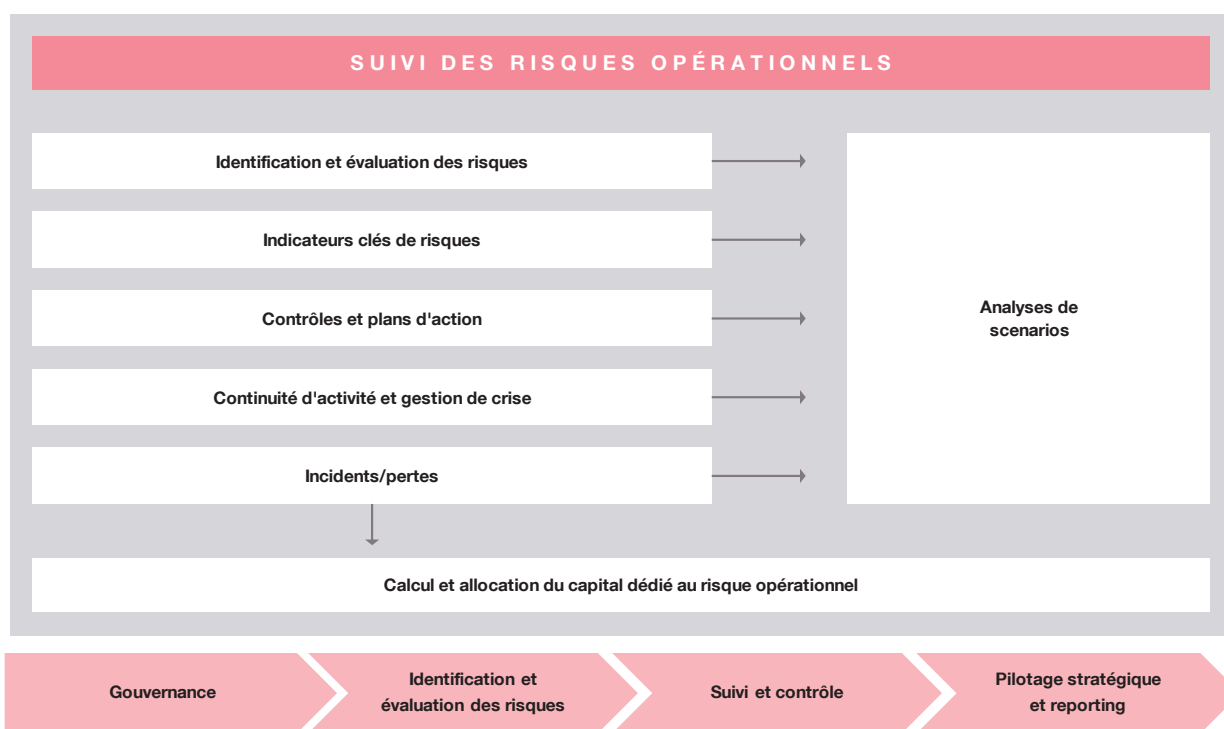 SUIVI DES RISQUES OPÉRATIONNELS
Identification et évaluation des risques
Indicateurs clés de risques
Contrôles et plans d'action
Continuité d'activité et gestion de crise
Incidents/pertes
Analyses de
scenarios
Calcul et allocation du capital dédié au risque opérationnel
Gouvernance
Identification et
évaluation des risques
Suivi et contrôle
Pilotage stratégique
et reporting